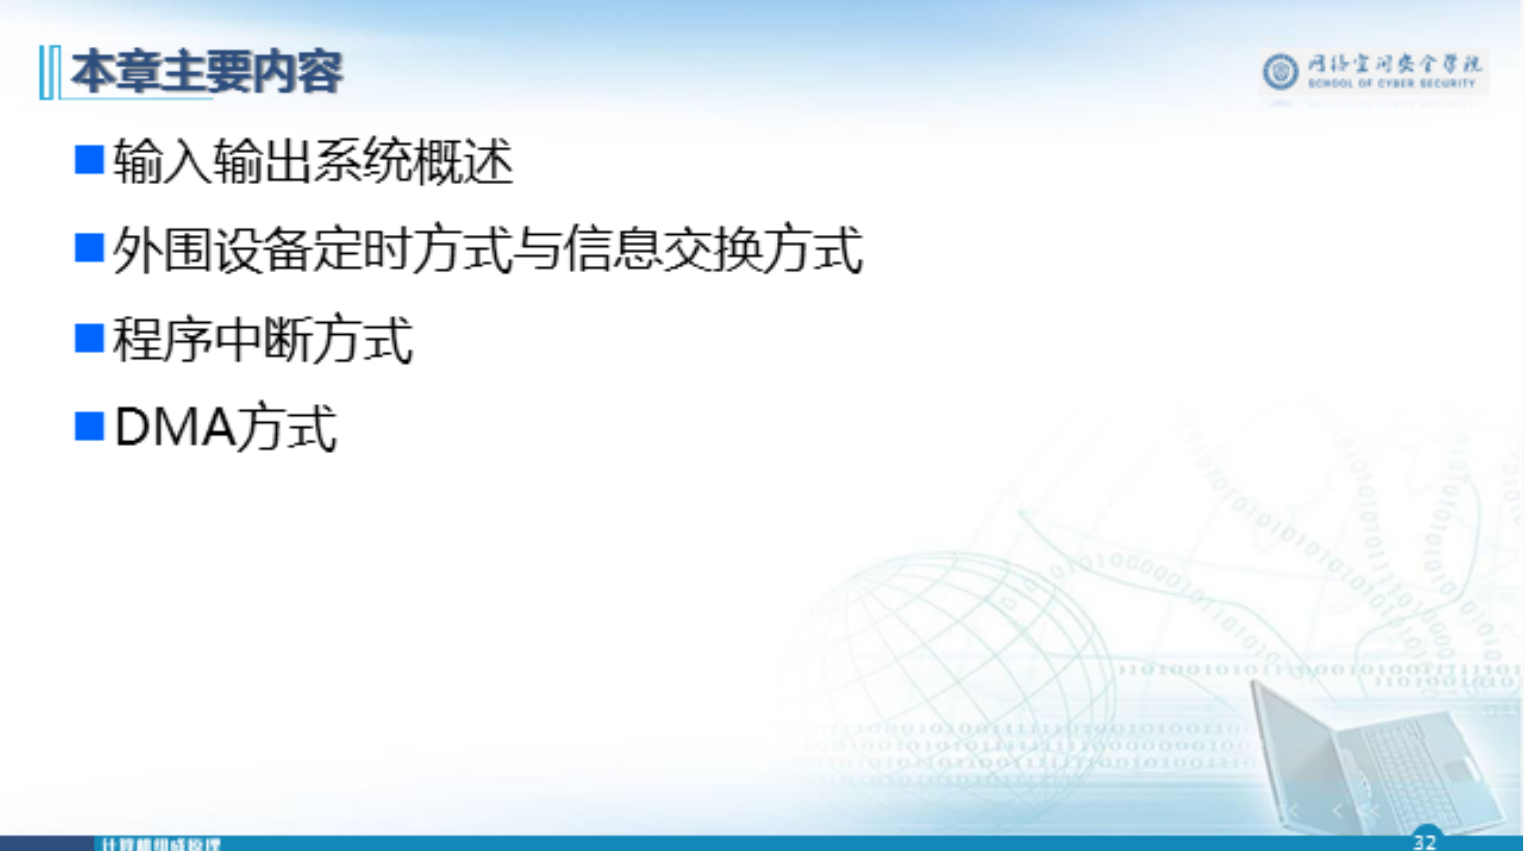 本章主要内容
网络空间安全学院
SCHOOL OF CYBER SECURITY
输入输出系统概述
外围设备定时方式与信息交换方式
程序中断方式
DMA方式
计算机组成原理
32